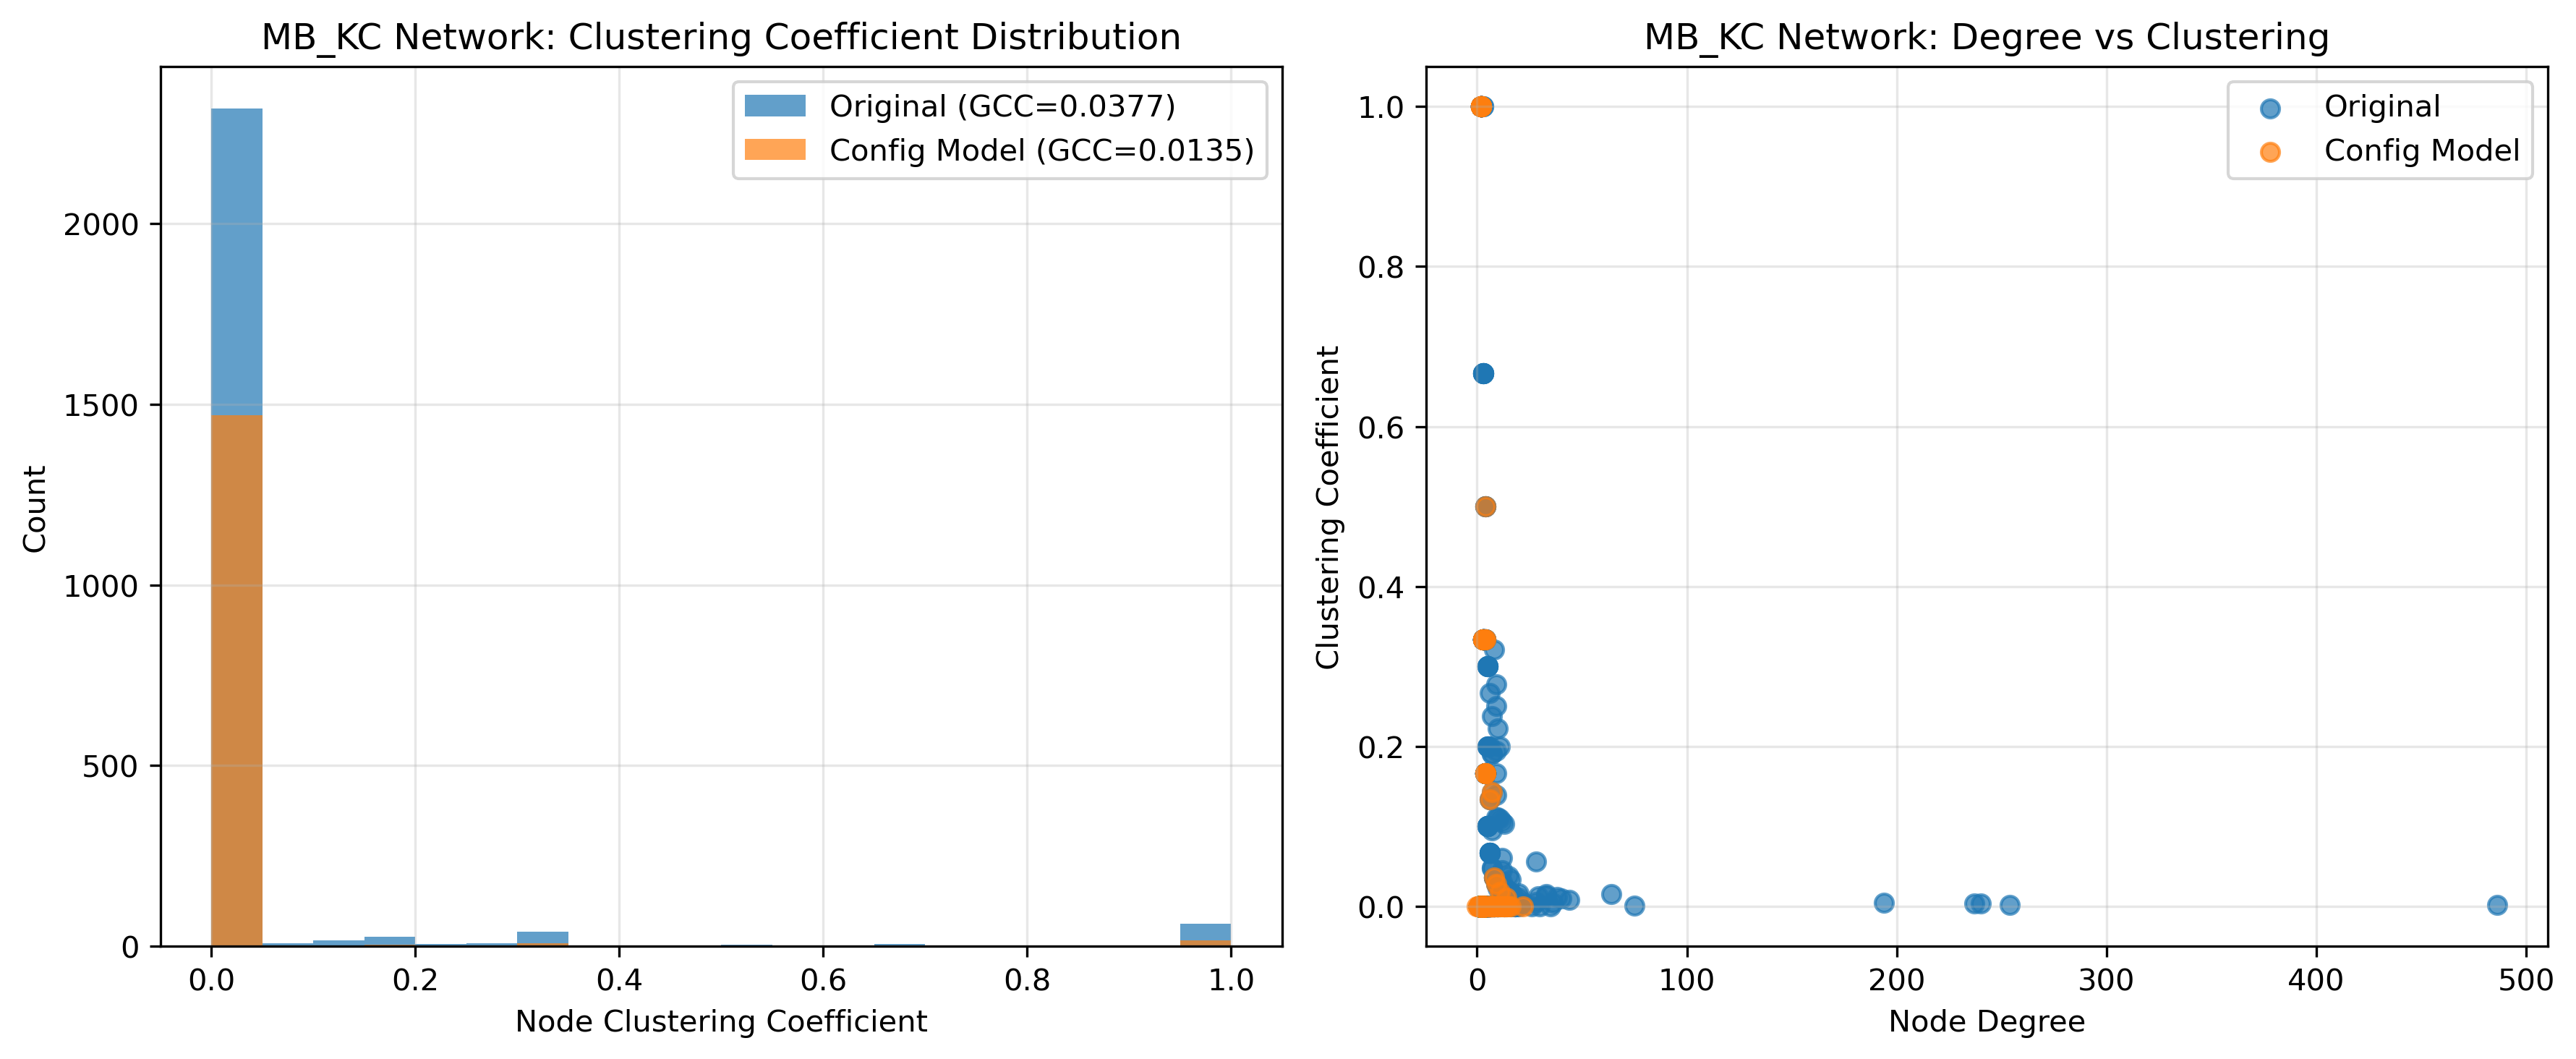 MB_KC Network: Clustering Coefficient Distribution
Original (GCC=0.0377)
Config Model (GCC=0.0135)
Count
2000
1500
1000
500
0
0.0 0.2 0.4 0.6 0.8 1.0
Node Clustering Coefficient
MB_KC Network: Degree vs Clustering
Original
Config Model
Clustering Coefficient
1.0
0.8
0.6
0.4
0.2
0.0
0 100 200 300 400 500
Node Degree